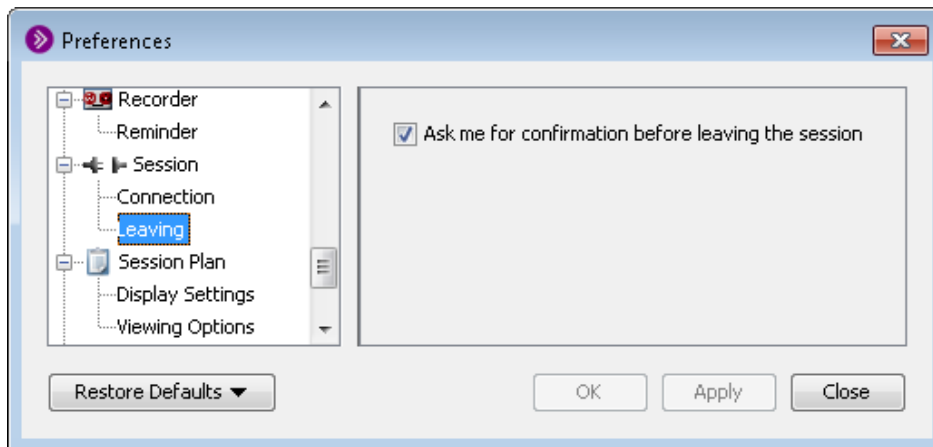 Preferences
Recorder
Reminder
Session
Connection
Leaving
Session Plan
Display Settings
Viewing Options
Ask me for confirmation before leaving the session
Restore Defaults
OK
Apply
Close